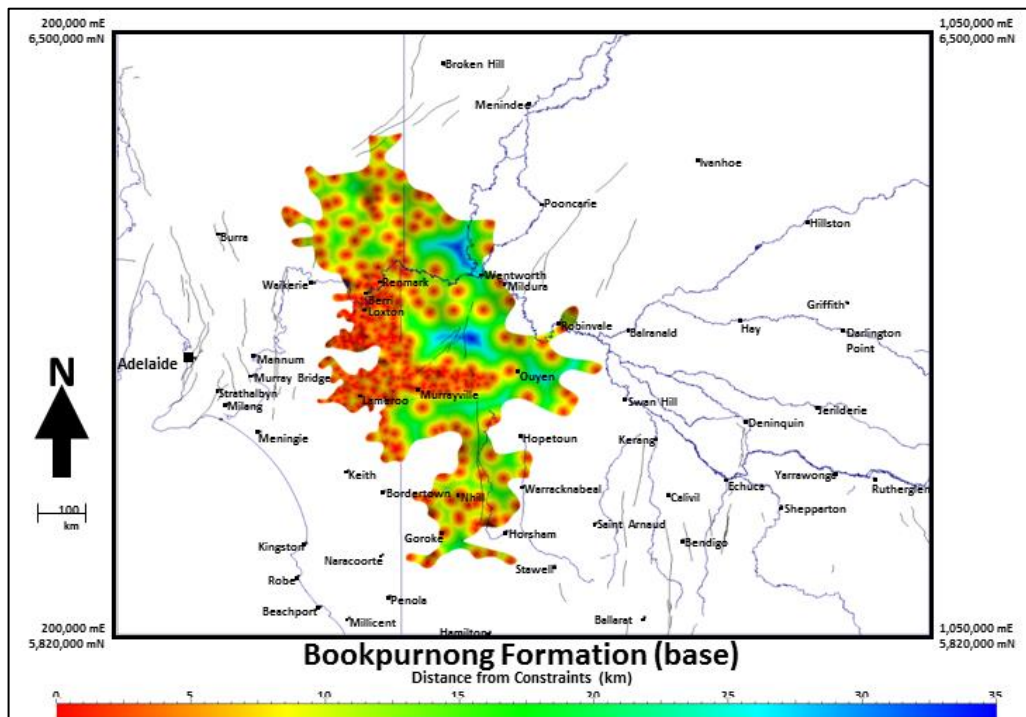 200,000 mE
6,500,000 mN
1,050,000 mE
6,500,000 mN
Broken Hill
Menindee
Ivanhoe
Pooncarie
Hillston
Burra
Wentworth
Waikerie
Renmark
Mildura
Berri
Loxton
Griffith
Robinvale
Balranald
Hay
Darlington
Point
Adelaide
Mannum
Murray Bridge
Ouyen
N
Strathalbyn
Milang
Lameroo
Murrayville
Swan Hill
Jerilderie
Deninquin
Meningie
Hopetoun
Kerang
Keith
Yarrawonga
Echuca
Rutherglen
Bordertown
Nhill
Warracknabeal
Calivil
Shepparton
100
km
Saint Arnaud
Goroke
Horsham
Bendigo
Kingston
Naracoorte
Stawell
Robe
Penola
Beachport
Millicent
Ballarat
Hamilton
200,000 mE
5,820,000 mN
1,050,000 mE
5,820,000 mN
Bookpurnong Formation (base)
Distance from Constraints (km)
0 5 10 15 20 25 30 35